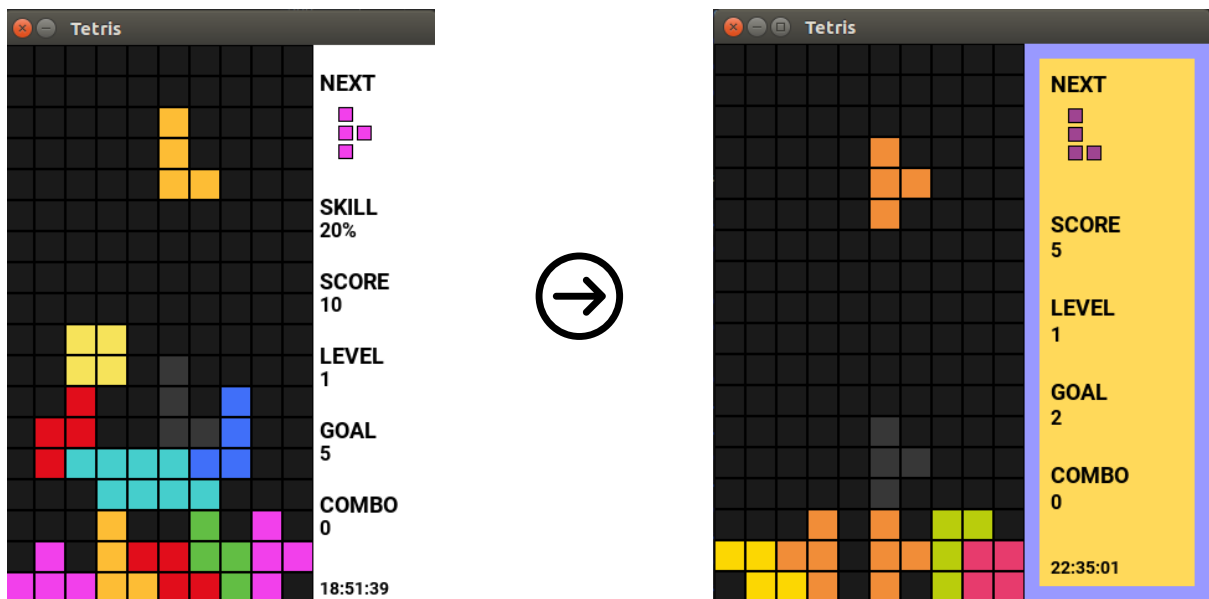 Tetris
NEXT
SKILL
20%
SCORE
10
LEVEL
1
GOAL
5
COMBO
0
18:51:39
Tetris
NEXT
SCORE
5
LEVEL
1
GOAL
2
COMBO
0
22:35:01